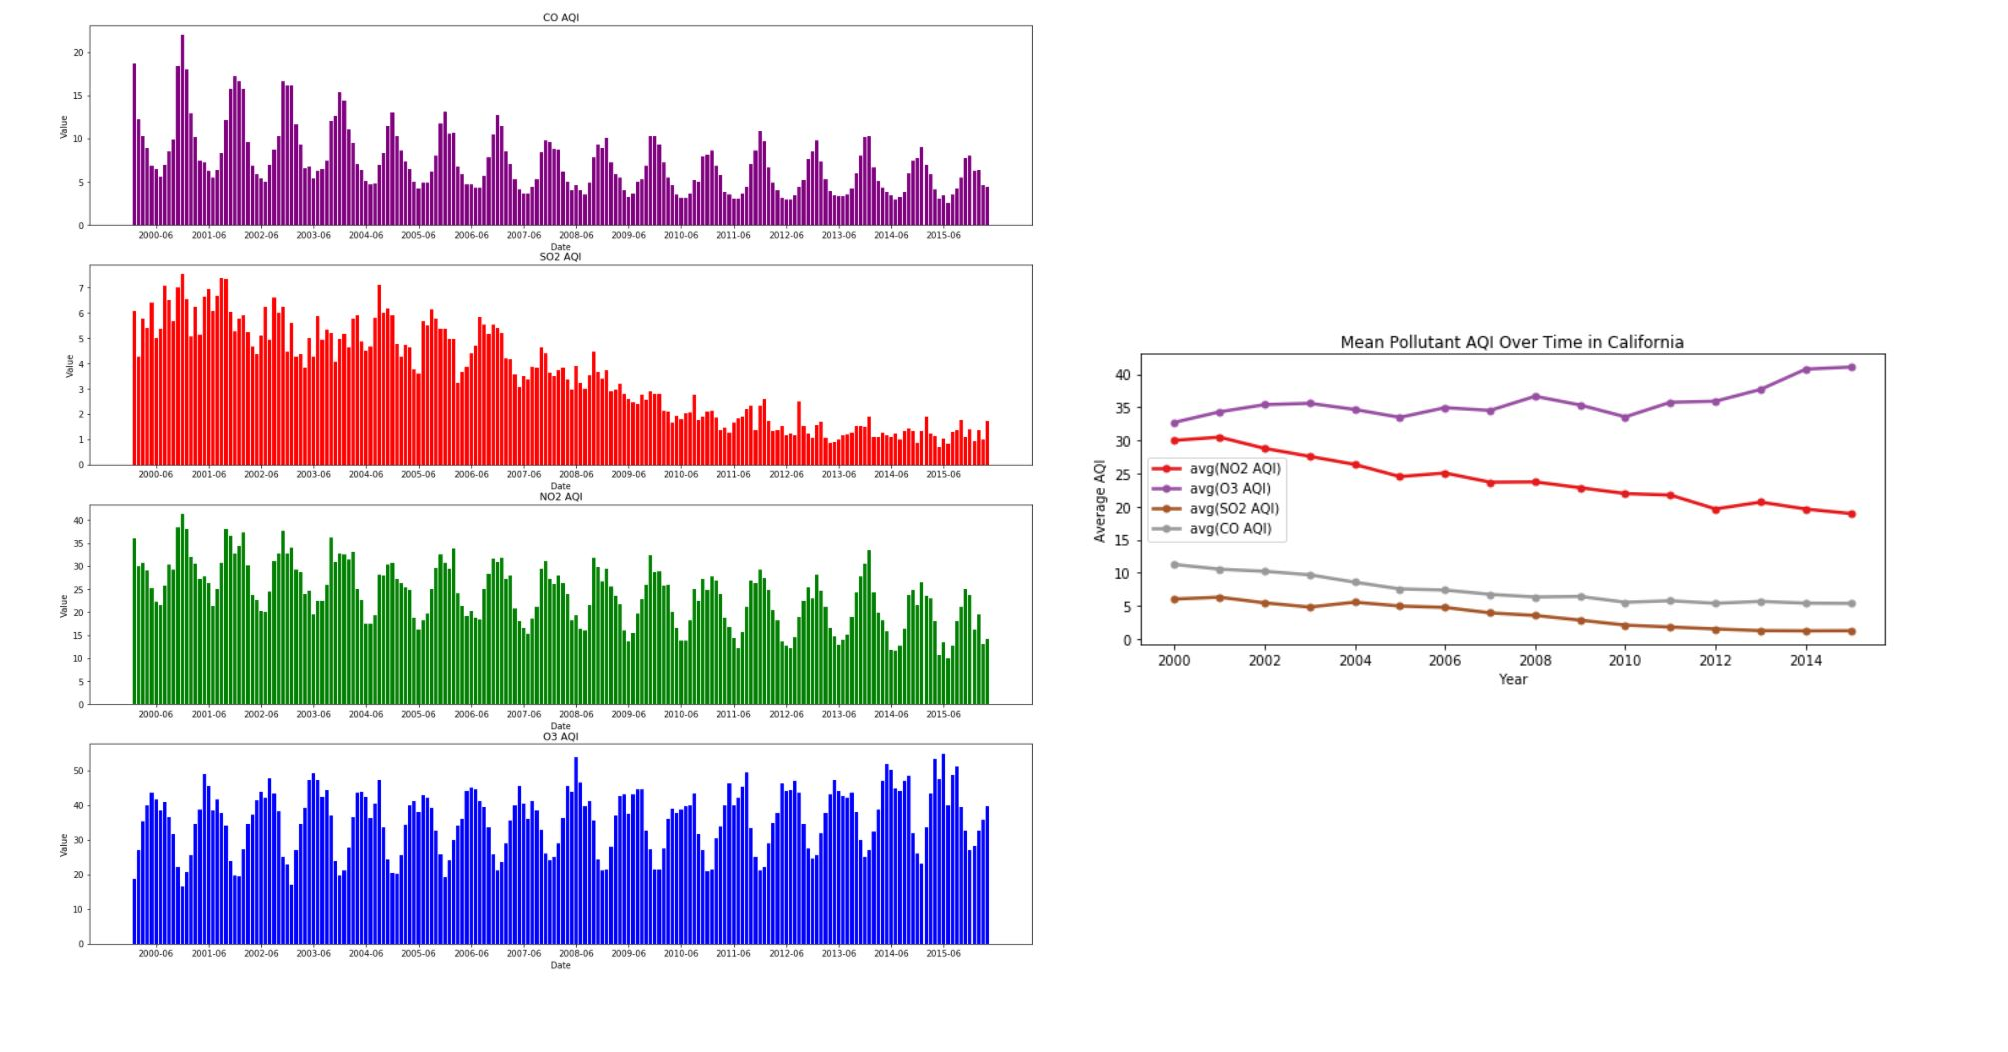 CO AQI
20
15
10
5
0
Value
2000-06 2001-06 2002-06 2003-06 2004-06 2005-06 2006-06 2007-06 2008-06 2009-06 2010-06 2011-06 2012-06 2013-06 2014-06 2015-06
Date
SO2 AQI
7
6
5
4
3
2
1
0
Value
2000-06 2001-06 2002-06 2003-06 2004-06 2005-06 2006-06 2007-06 2008-06 2009-06 2010-06 2011-06 2012-06 2013-06 2014-06 2015-06
Date
NO2 AQI
40
35
30
25
20
15
10
5
0
Value
2000-06 2001-06 2002-06 2003-06 2004-06 2005-06 2006-06 2007-06 2008-06 2009-06 2010-06 2011-06 2012-06 2013-06 2014-06 2015-06
Date
O3 AQI
50
40
30
20
10
0
Value
2000-06 2001-06 2002-06 2003-06 2004-06 2005-06 2006-06 2007-06 2008-06 2009-06 2010-06 2011-06 2012-06 2013-06 2014-06 2015-06
Date
Mean Pollutant AQI Over Time in California
40
35
30
25
20
15
10
5
0
Average AQI
avg(NO2 AQI)
avg(O3 AQI)
avg(SO2 AQI)
avg(CO AQI)
2000 2002 2004 2006 2008 2010 2012 2014
Year